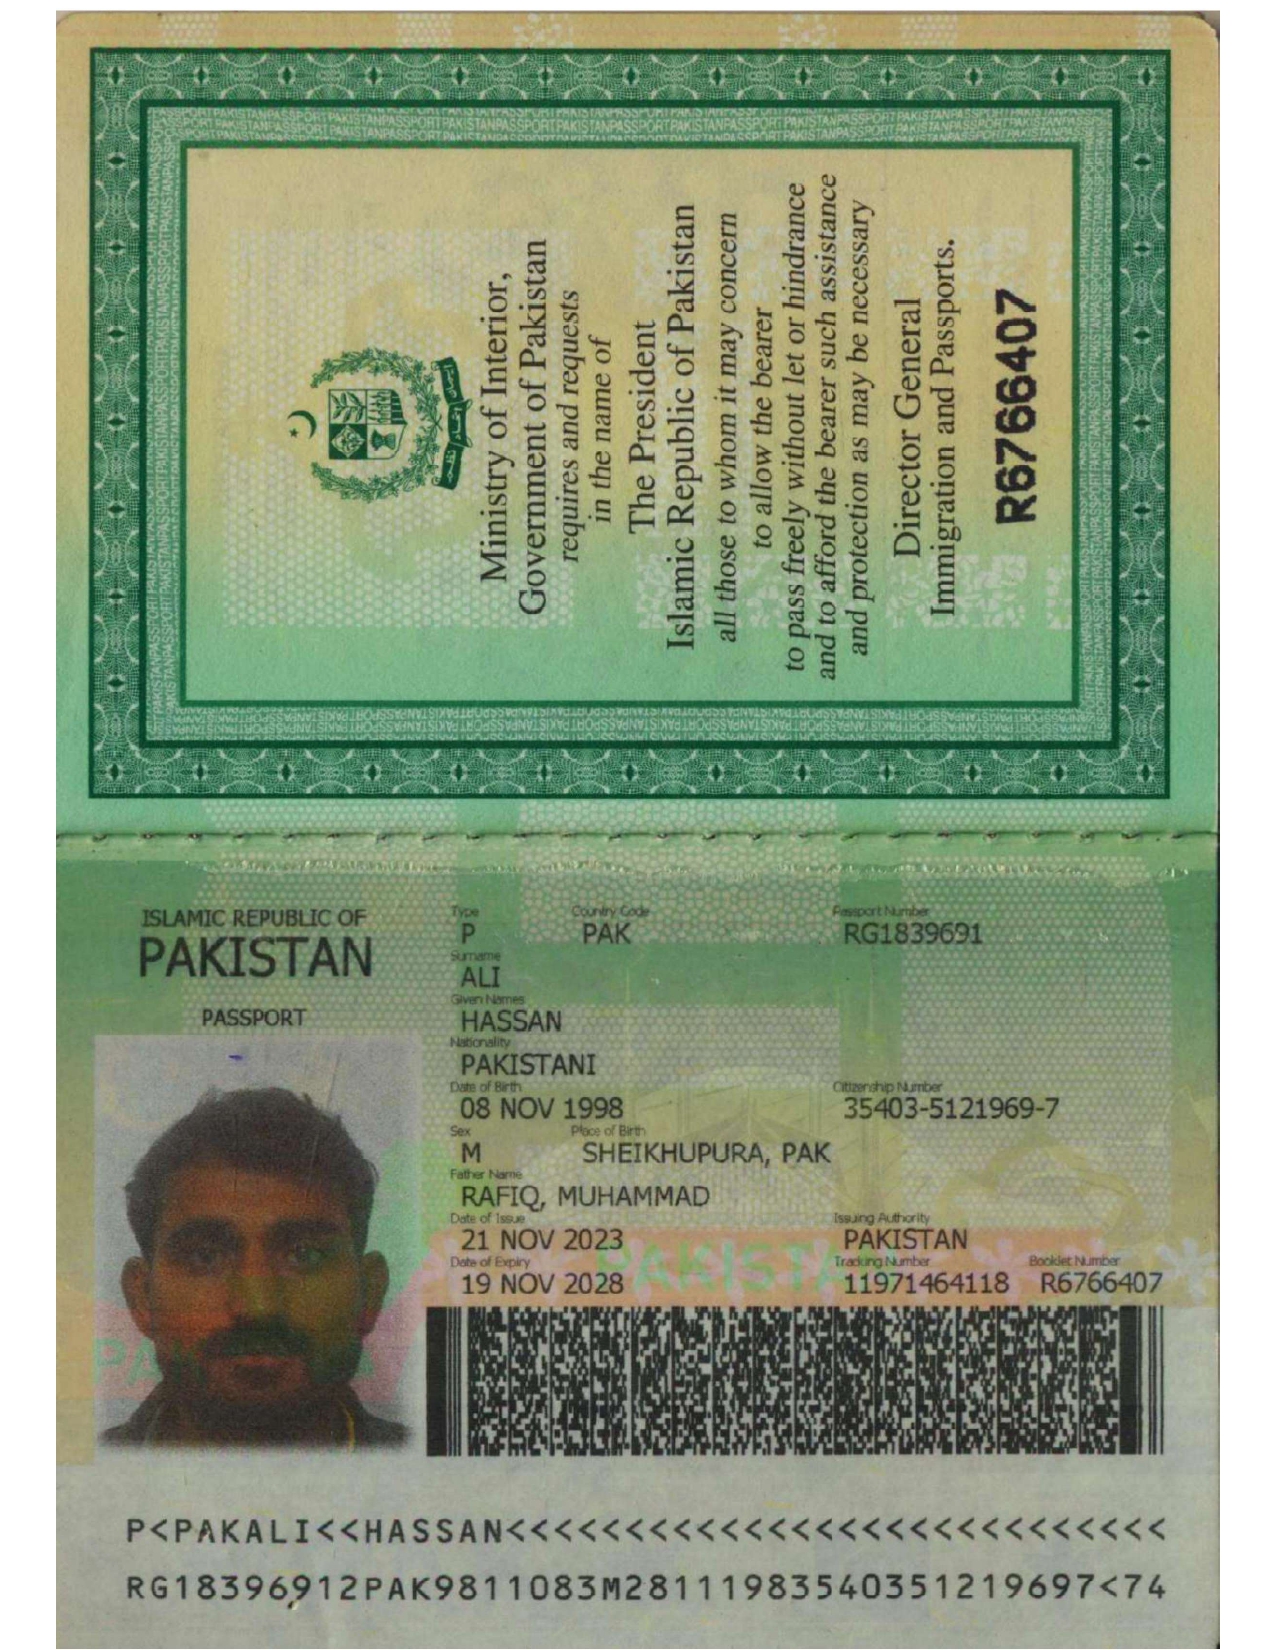 Ministry of Interior,
Government of Pakistan
requires and requests
in the name of
The President
Islamic Republic of Pakistan
all those to whom it may concern
to allow the bearer
to pass freely without let or hindrance
and to afford the bearer such assistance
and protection as may be necessary
Director General
Immigration and Passports.
R6766407
ISLAMIC REPUBLIC OF
PAKISTAN
PASSPORT
Type Country Code Passport Number
P PAK RG1839691
Surname
ALI
Given Names
HASSAN
Nationality
PAKISTANI
Date of Birth Citizenship Number
08 NOV 1998 35403-5121969-7
Sex Place of Birth
M SHEIKHUPURA, PAK
Father Name
RAFIQ, MUHAMMAD
Date of Issue Issuing Authority
21 NOV 2023 PAKISTAN
Date of Expiry Tracking Number Booklet Number
19 NOV 2028 11971464118 R6766407
P<PAKALI<<HASSAN<<<<<<<<<<<<<<<<<<<<<<<<<<<<
RG18396912PAK9811083M2811198354035121969​7<74